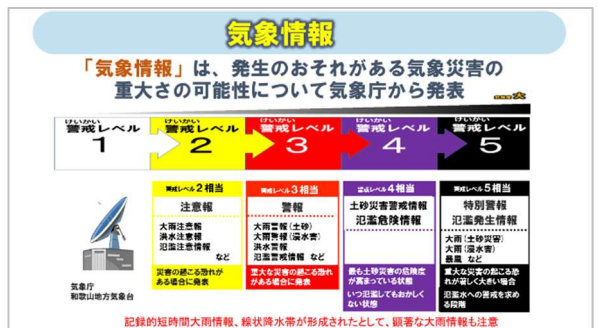 気象情報
「気象情報」は、発生のおそれがある気象災害の
重大さの可能性について気象庁から発表
大
けいかい
警戒レベル
1
けいかい
警戒レベル
2
けいかい
警戒レベル
3
けいかい
警戒レベル
4
けいかい
警戒レベル
5
気象庁
和歌山地方気象台
警戒レベル2相当
注意報
大雨注意報
洪水注意報
氾濫注意情報
など
災害の起こる恐れが
ある場合に発表
警戒レベル3相当
警報
大雨警報(土砂)
大雨警報(浸水害)
洪水警報
氾濫警戒情報 など
重大な災害の起こる恐れ
がある場合に発表
警戒レベル4相当
土砂災害警戒情報
氾濫危険情報
最も土砂災害の危険度
が高まっている状態
いつ氾濫してもおかしく
ない状態
警戒レベル5相当
特別警報
氾濫発生情報
大雨(土砂災害)
大雨(浸水害)
暴風 など
重大な災害の起こる恐れ
が著しく大きい場合
氾濫水への警戒を求め
る段階
記録的短時間大雨情報、線状降水帯が形成されたとして、顕著な大雨情報も注意